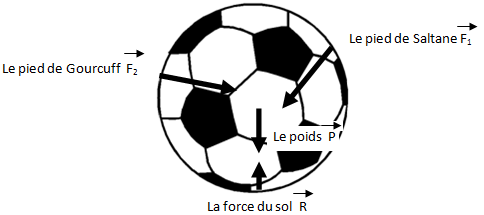 Le pied de Saltane F₁
Le pied de Gourcuff F₂
Le poids P
La force du sol R